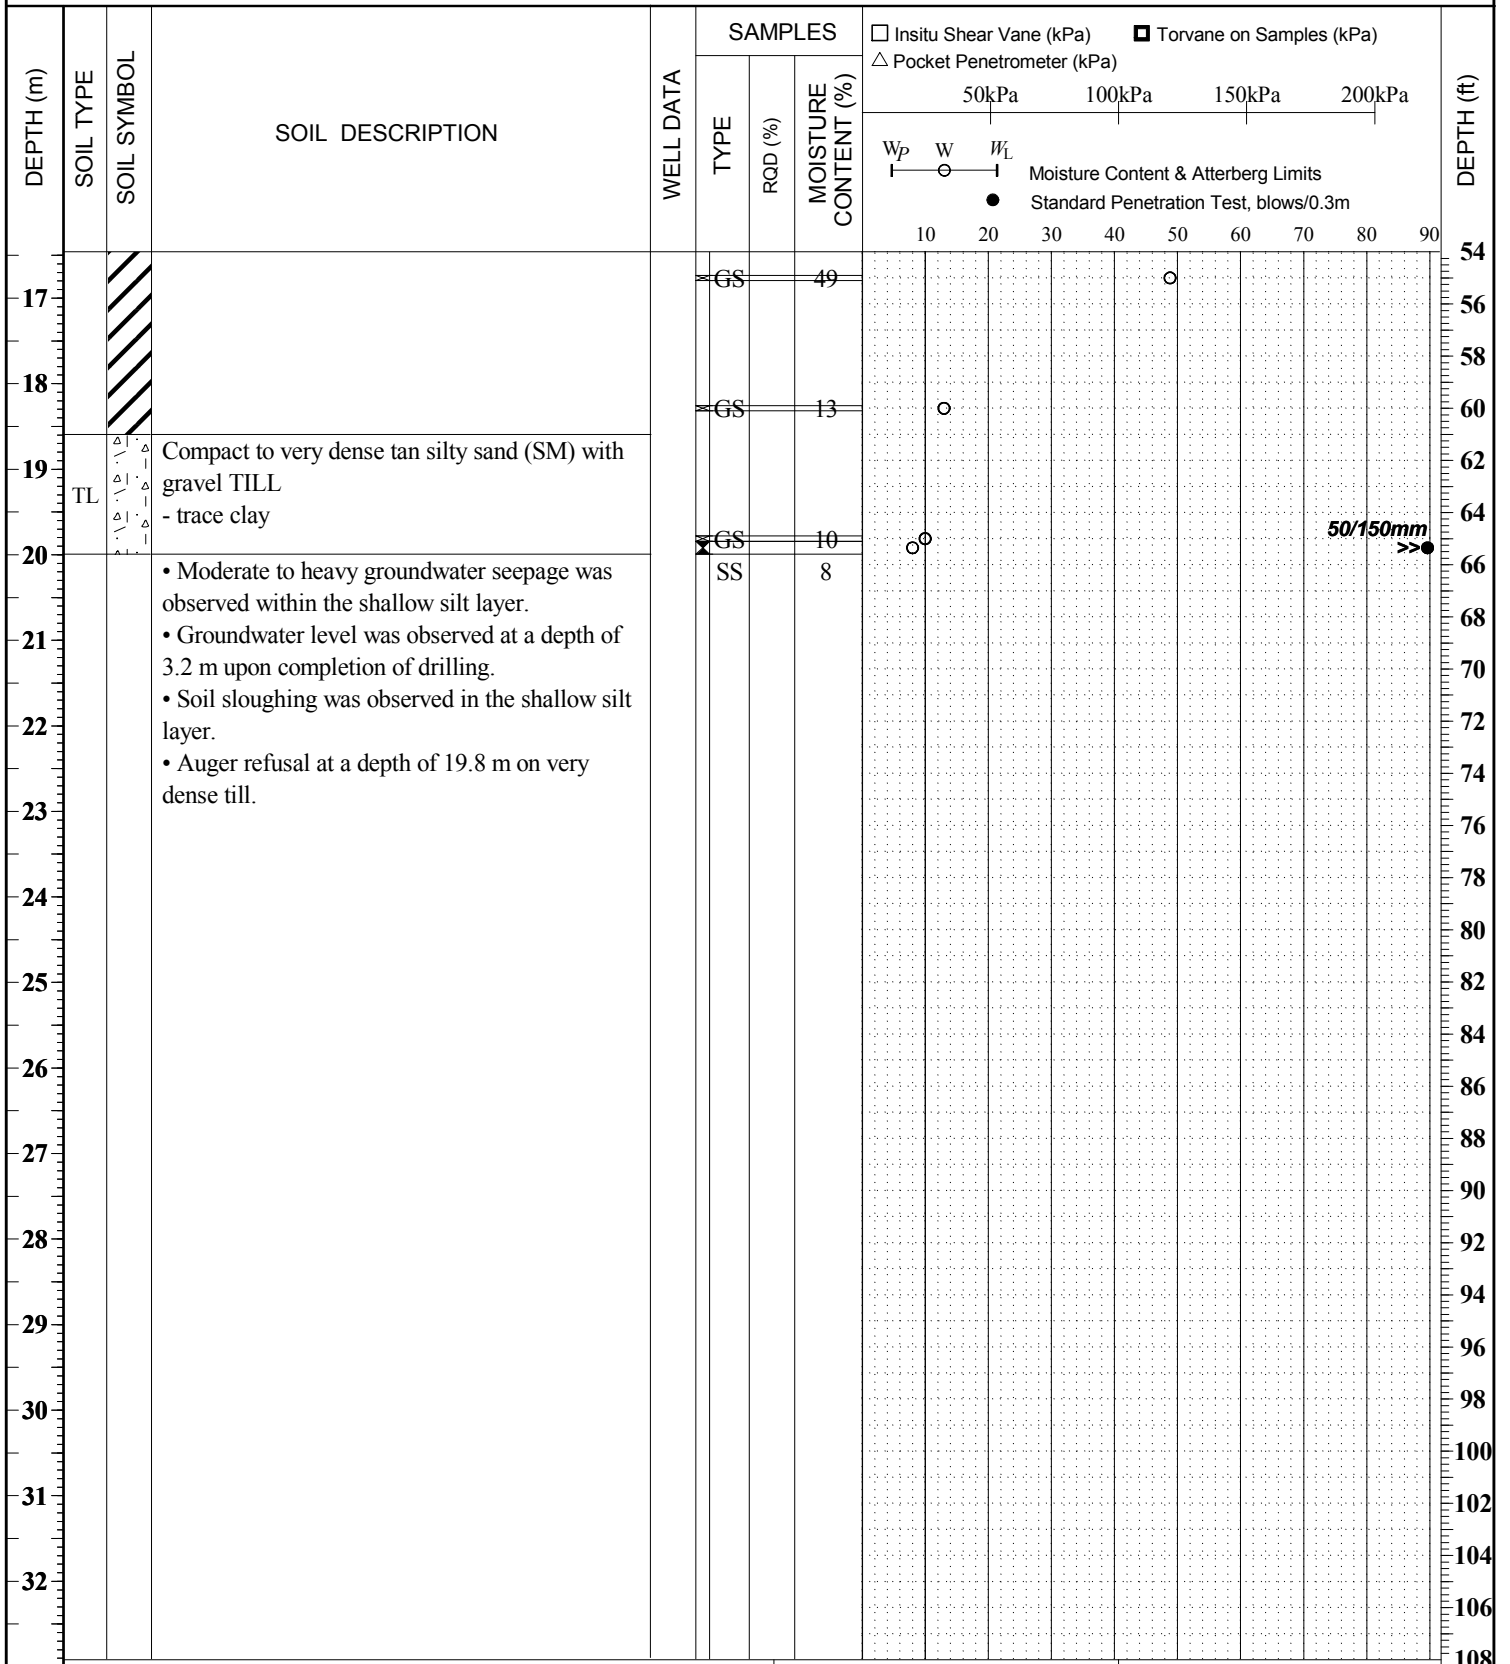 DEPTH (m)
SOIL TYPE
SOIL SYMBOL
SOIL DESCRIPTION
WELL DATA
SAMPLES
TYPE
RQD (%)
MOISTURE
CONTENT (%)
Insitu Shear Vane (kPa)
Torvane on Samples (kPa)
Pocket Penetrometer (kPa)
50kPa 100kPa 150kPa 200kPa
WP W WL
Moisture Content & Atterberg Limits
Standard Penetration Test, blows/0.3m
10 20 30 40 50 60 70 80 90
DEPTH (ft)
54
GS 49
17
56
58
18
GS 13
60
Compact to very dense tan silty sand (SM) with
gravel TILL
- trace clay
19
TL
62
64
50/150mm
GS 10
>>
20
66
SS 8
• Moderate to heavy groundwater seepage was
observed within the shallow silt layer.
• Groundwater level was observed at a depth of
3.2 m upon completion of drilling.
• Soil sloughing was observed in the shallow silt
layer.
• Auger refusal at a depth of 19.8 m on very
dense till.
68
21
70
22
72
74
23
76
78
24
80
25
82
84
26
86
27
88
90
28
92
94
29
96
98
30
100
31
102
104
32
106
108